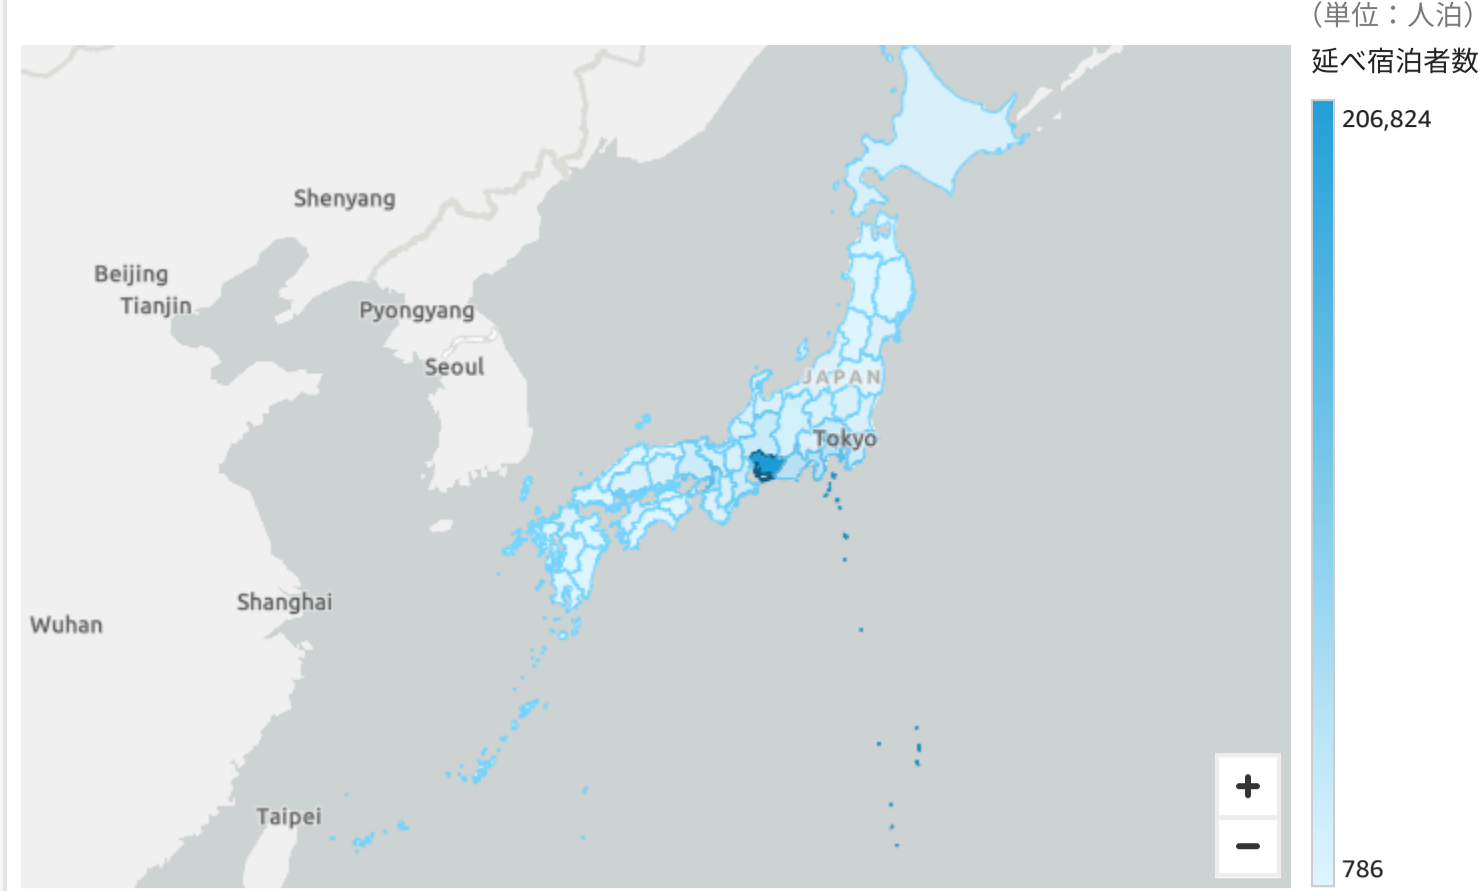 （単位：人泊）
延べ宿泊者数
206,824
Shenyang
Beijing
Tianjin
Pyongyang
Seoul
JAPAN
Tokyo
Shanghai
Wuhan
Taipei
+
−
786